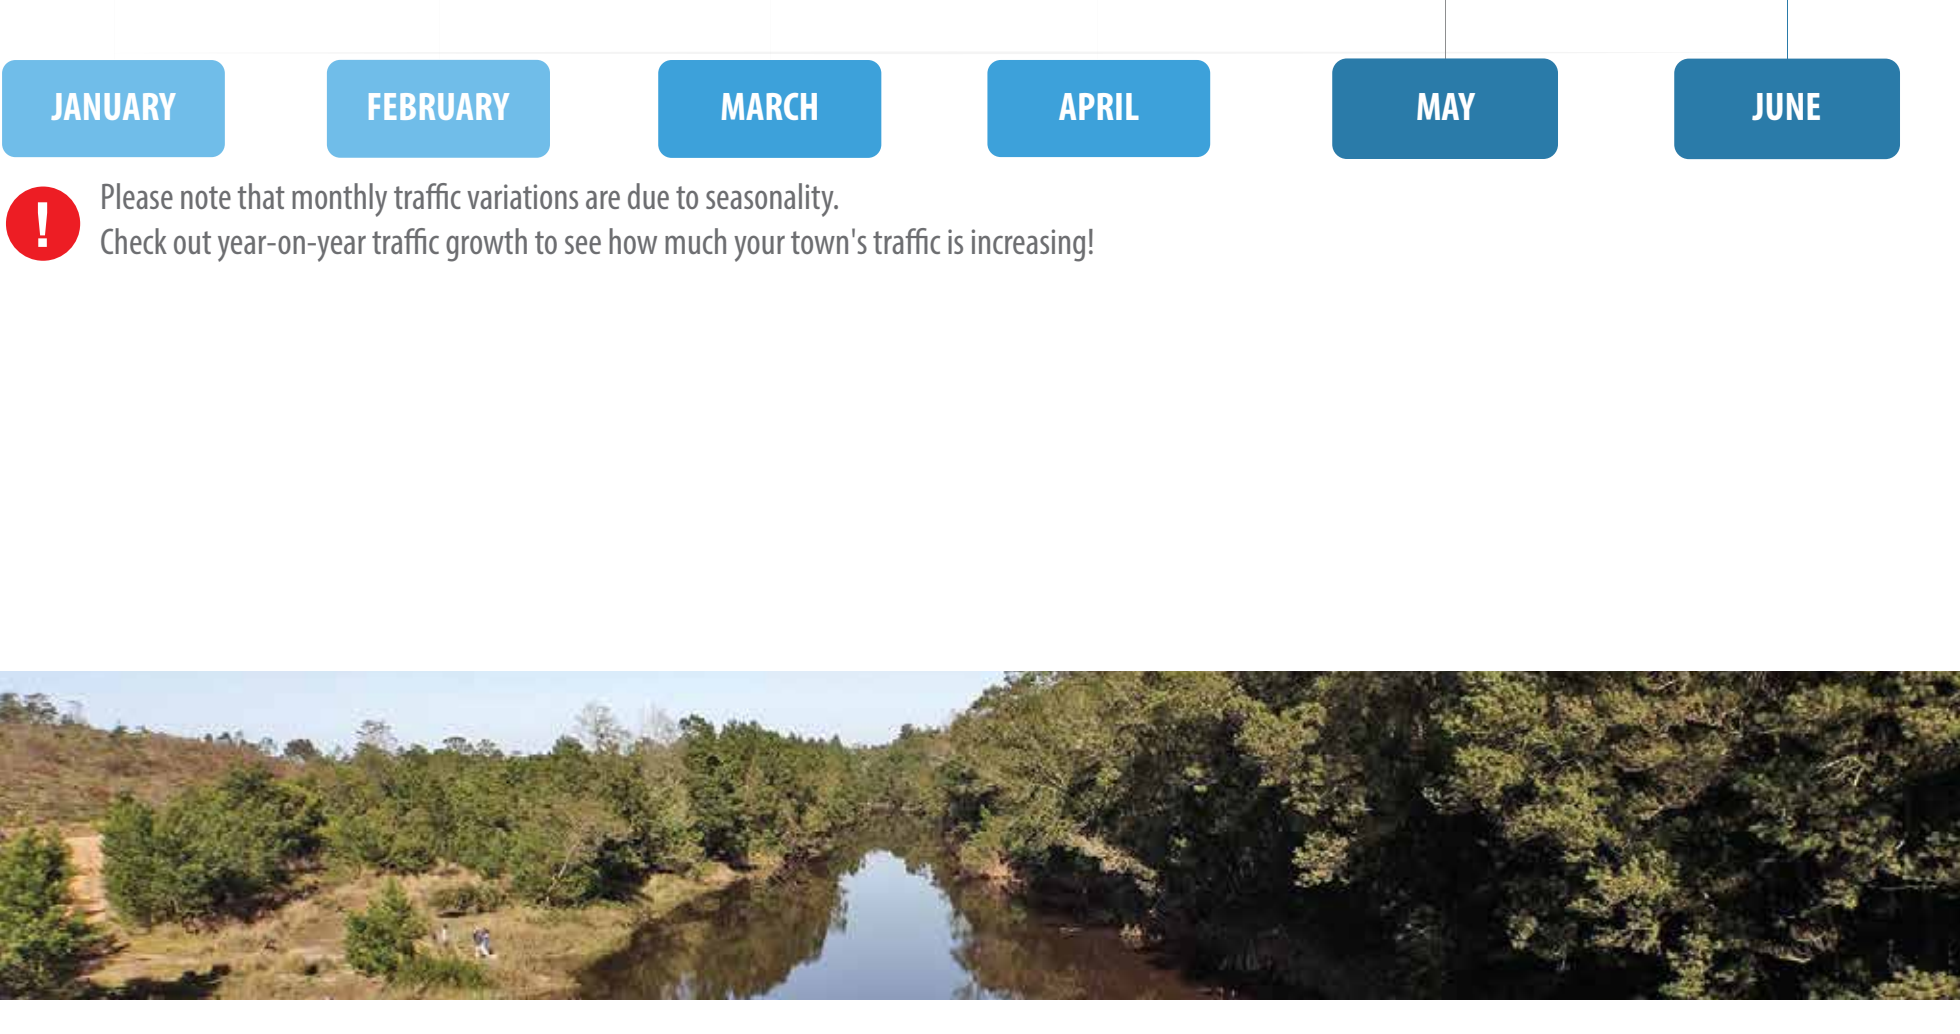 JANUARY FEBRUARY MARCH APRIL MAY JUNE
!
Please note that monthly traffic variations are due to seasonality.
Check out year-on-year traffic growth to see how much your town's traffic is increasing!